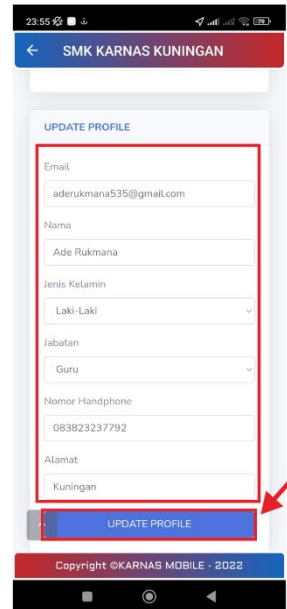 23:55
79
SMK KARNAS KUNINGAN
UPDATE PROFILE
Email
aderukmana535@gmail.com
Nama
Ade Rukmana
Jenis Kelamin
Laki-Laki
Jabatan
Guru
Nomor Handphone
083823237792
Alamat
Kuningan
UPDATE PROFILE
Copyright ©KARNAS MOBILE - 2022